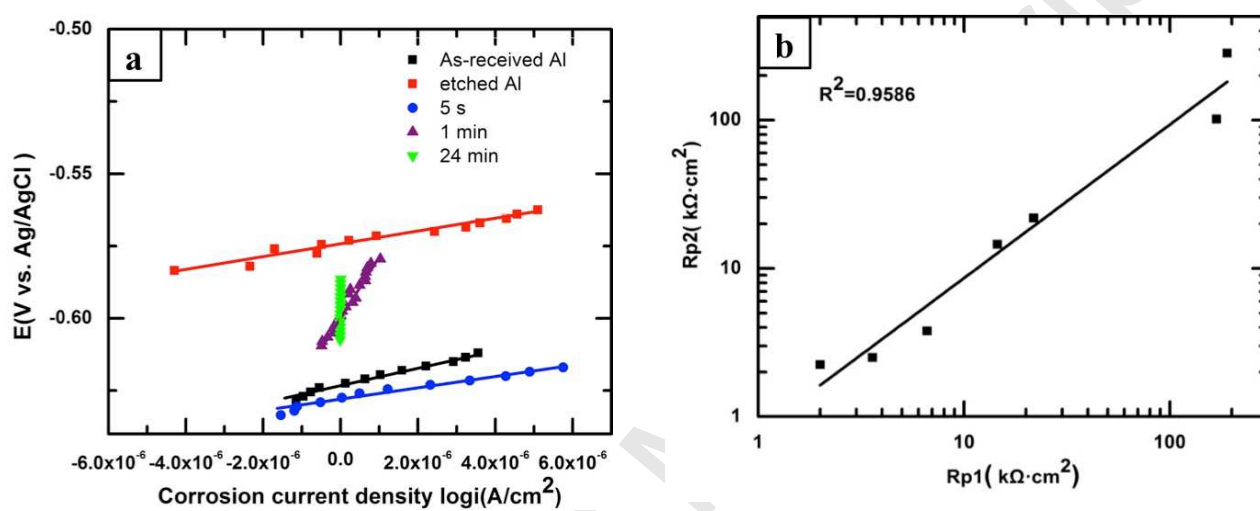 a
-0.50
-0.55
-0.60
E(V vs. Ag/AgCl )
As-received Al
etched Al
5 s
1 min
24 min
-6.0x10⁻⁶ -4.0x10⁻⁶ -2.0x10⁻⁶ 0.0 2.0x10⁻⁶ 4.0x10⁻⁶ 6.0x10⁻⁶
Corrosion current density logi(A/cm²)
b
R²=0.9586
100
10
1
Rp2( kΩ·cm²)
1 10 100
Rp1( kΩ·cm²)